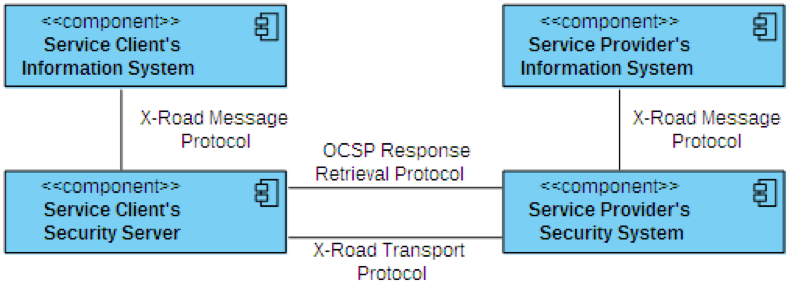 <<component>>
Service Client's
Information System
<<component>>
Service Provider's
Information System
X-Road Message
Protocol
X-Road Message
Protocol
OCSP Response
Retrieval Protocol
<<component>>
Service Client's
Security Server
<<component>>
Service Provider's
Security System
X-Road Transport
Protocol